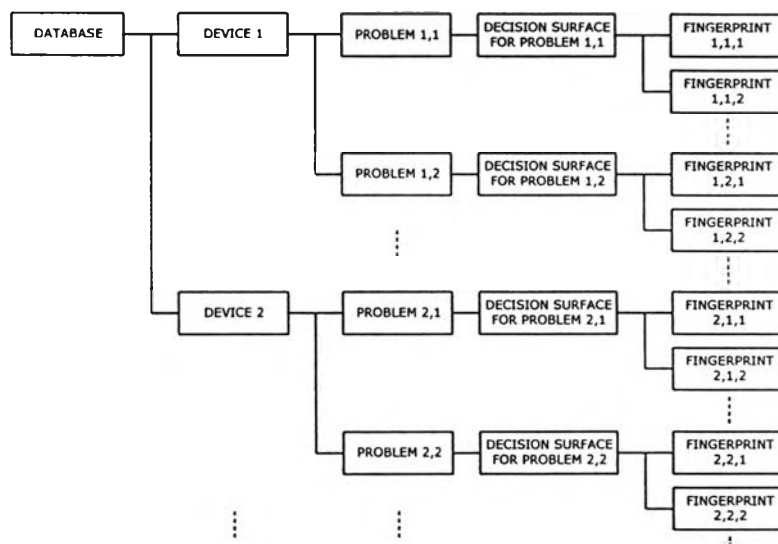 DATABASE
DEVICE 1
PROBLEM 1,1
DECISION SURFACE
FOR PROBLEM 1,1
FINGERPRINT
1,1,1
FINGERPRINT
1,1,2
PROBLEM 1,2
DECISION SURFACE
FOR PROBLEM 1,2
FINGERPRINT
1,2,1
FINGERPRINT
1,2,2
DEVICE 2
PROBLEM 2,1
DECISION SURFACE
FOR PROBLEM 2,1
FINGERPRINT
2,1,1
FINGERPRINT
2,1,2
PROBLEM 2,2
DECISION SURFACE
FOR PROBLEM 2,2
FINGERPRINT
2,2,1
FINGERPRINT
2,2,2